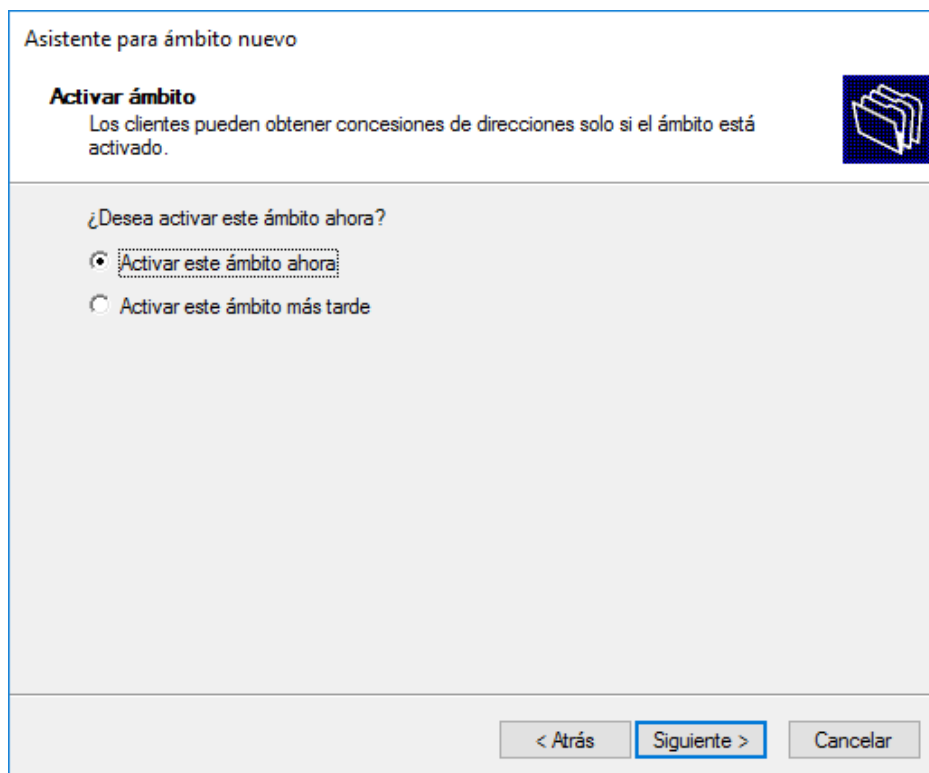 Asistente para ámbito nuevo
Activar ámbito
Los clientes pueden obtener concesiones de direcciones solo si el ámbito está
activado.
¿Desea activar este ámbito ahora?
Activar este ámbito ahora
Activar este ámbito más tarde
< Atrás Siguiente > Cancelar